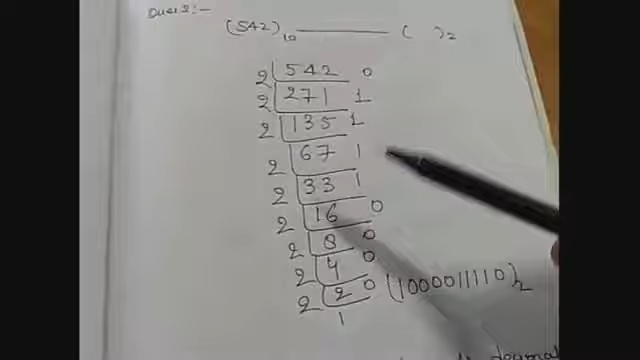 Ques 2:-
(542)₁₀ ———— ( )₂
2 | 542 0
2 | 271 1
2 | 135 1
2 | 67 1
2 | 33 1
2 | 16 0
2 | 8 0
2 | 4 0
2 | 2 0 (1000011110)₂
1
decimal